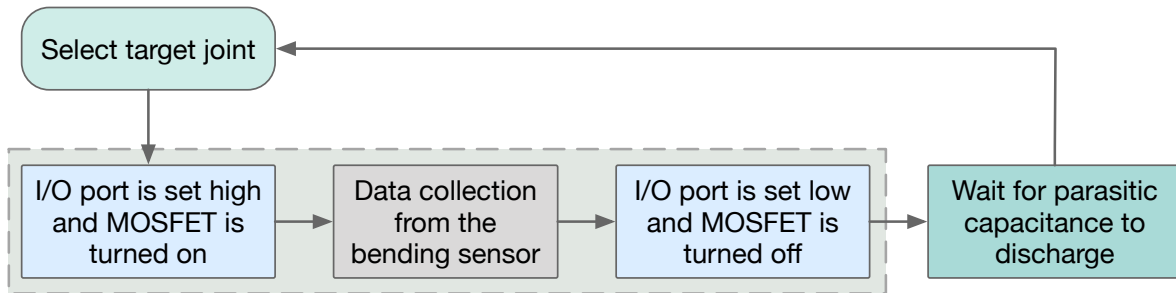 Select target joint
I/O port is set high
and MOSFET is
turned on
Data collection
from the
bending sensor
I/O port is set low
and MOSFET is
turned off
Wait for parasitic
capacitance to
discharge